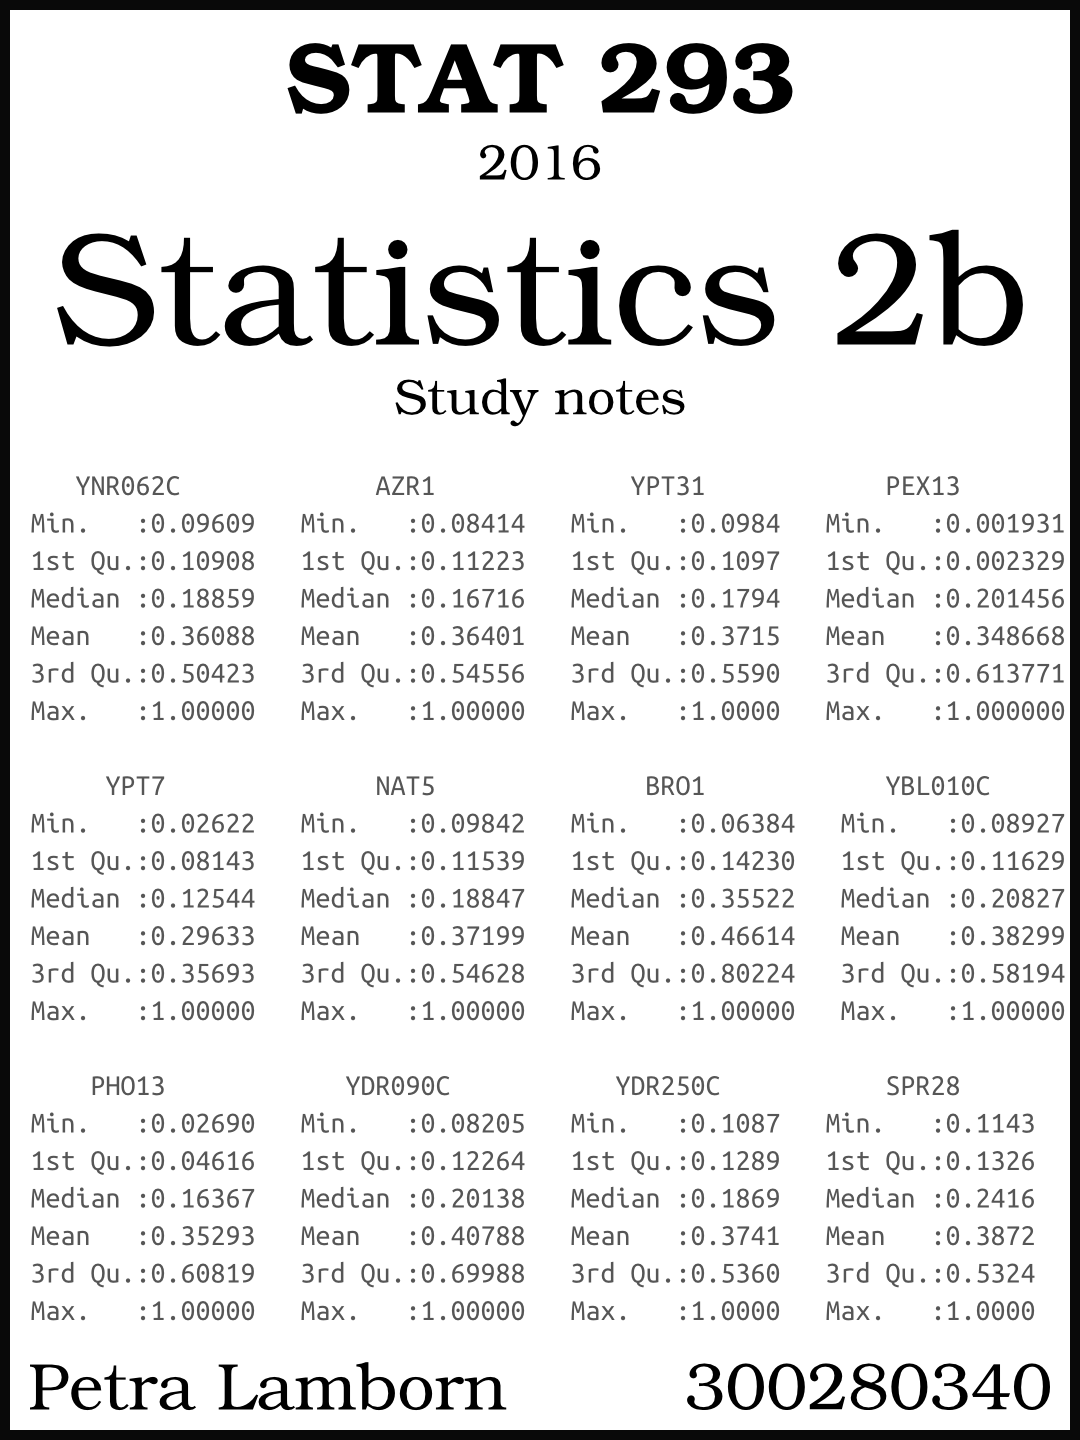 STAT 293
2016
Statistics 2b
Study notes
YNR062C AZR1 YPT31 PEX13
Min. :0.09609 Min. :0.08414 Min. :0.0984 Min. :0.001931
1st Qu.:0.10908 1st Qu.:0.11223 1st Qu.:0.1097 1st Qu.:0.002329
Median :0.18859 Median :0.16716 Median :0.1794 Median :0.201456
Mean :0.36088 Mean :0.36401 Mean :0.3715 Mean :0.348668
3rd Qu.:0.50423 3rd Qu.:0.54556 3rd Qu.:0.5590 3rd Qu.:0.613771
Max. :1.00000 Max. :1.00000 Max. :1.0000 Max. :1.000000
YPT7 NAT5 BRO1 YBL010C
Min. :0.02622 Min. :0.09842 Min. :0.06384 Min. :0.08927
1st Qu.:0.08143 1st Qu.:0.11539 1st Qu.:0.14230 1st Qu.:0.11629
Median :0.12544 Median :0.18847 Median :0.35522 Median :0.20827
Mean :0.29633 Mean :0.37199 Mean :0.46614 Mean :0.38299
3rd Qu.:0.35693 3rd Qu.:0.54628 3rd Qu.:0.80224 3rd Qu.:0.58194
Max. :1.00000 Max. :1.00000 Max. :1.00000 Max. :1.00000
PHO13 YDR090C YDR250C SPR28
Min. :0.02690 Min. :0.08205 Min. :0.1087 Min. :0.1143
1st Qu.:0.04616 1st Qu.:0.12264 1st Qu.:0.1289 1st Qu.:0.1326
Median :0.16367 Median :0.20138 Median :0.1869 Median :0.2416
Mean :0.35293 Mean :0.40788 Mean :0.3741 Mean :0.3872
3rd Qu.:0.60819 3rd Qu.:0.69988 3rd Qu.:0.5360 3rd Qu.:0.5324
Max. :1.00000 Max. :1.00000 Max. :1.0000 Max. :1.0000
Petra Lamborn 300280340